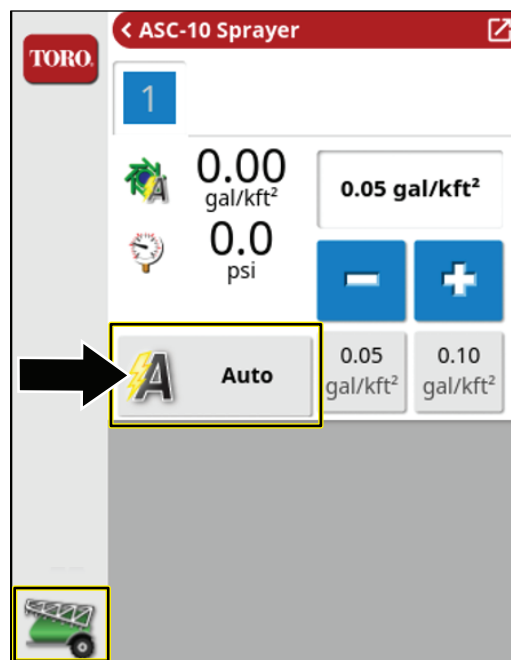 TORO
< ASC-10 Sprayer
1
0.00
gal/kft²
0.05 gal/kft²
0.0
psi
A Auto
0.05
gal/kft²
0.10
gal/kft²